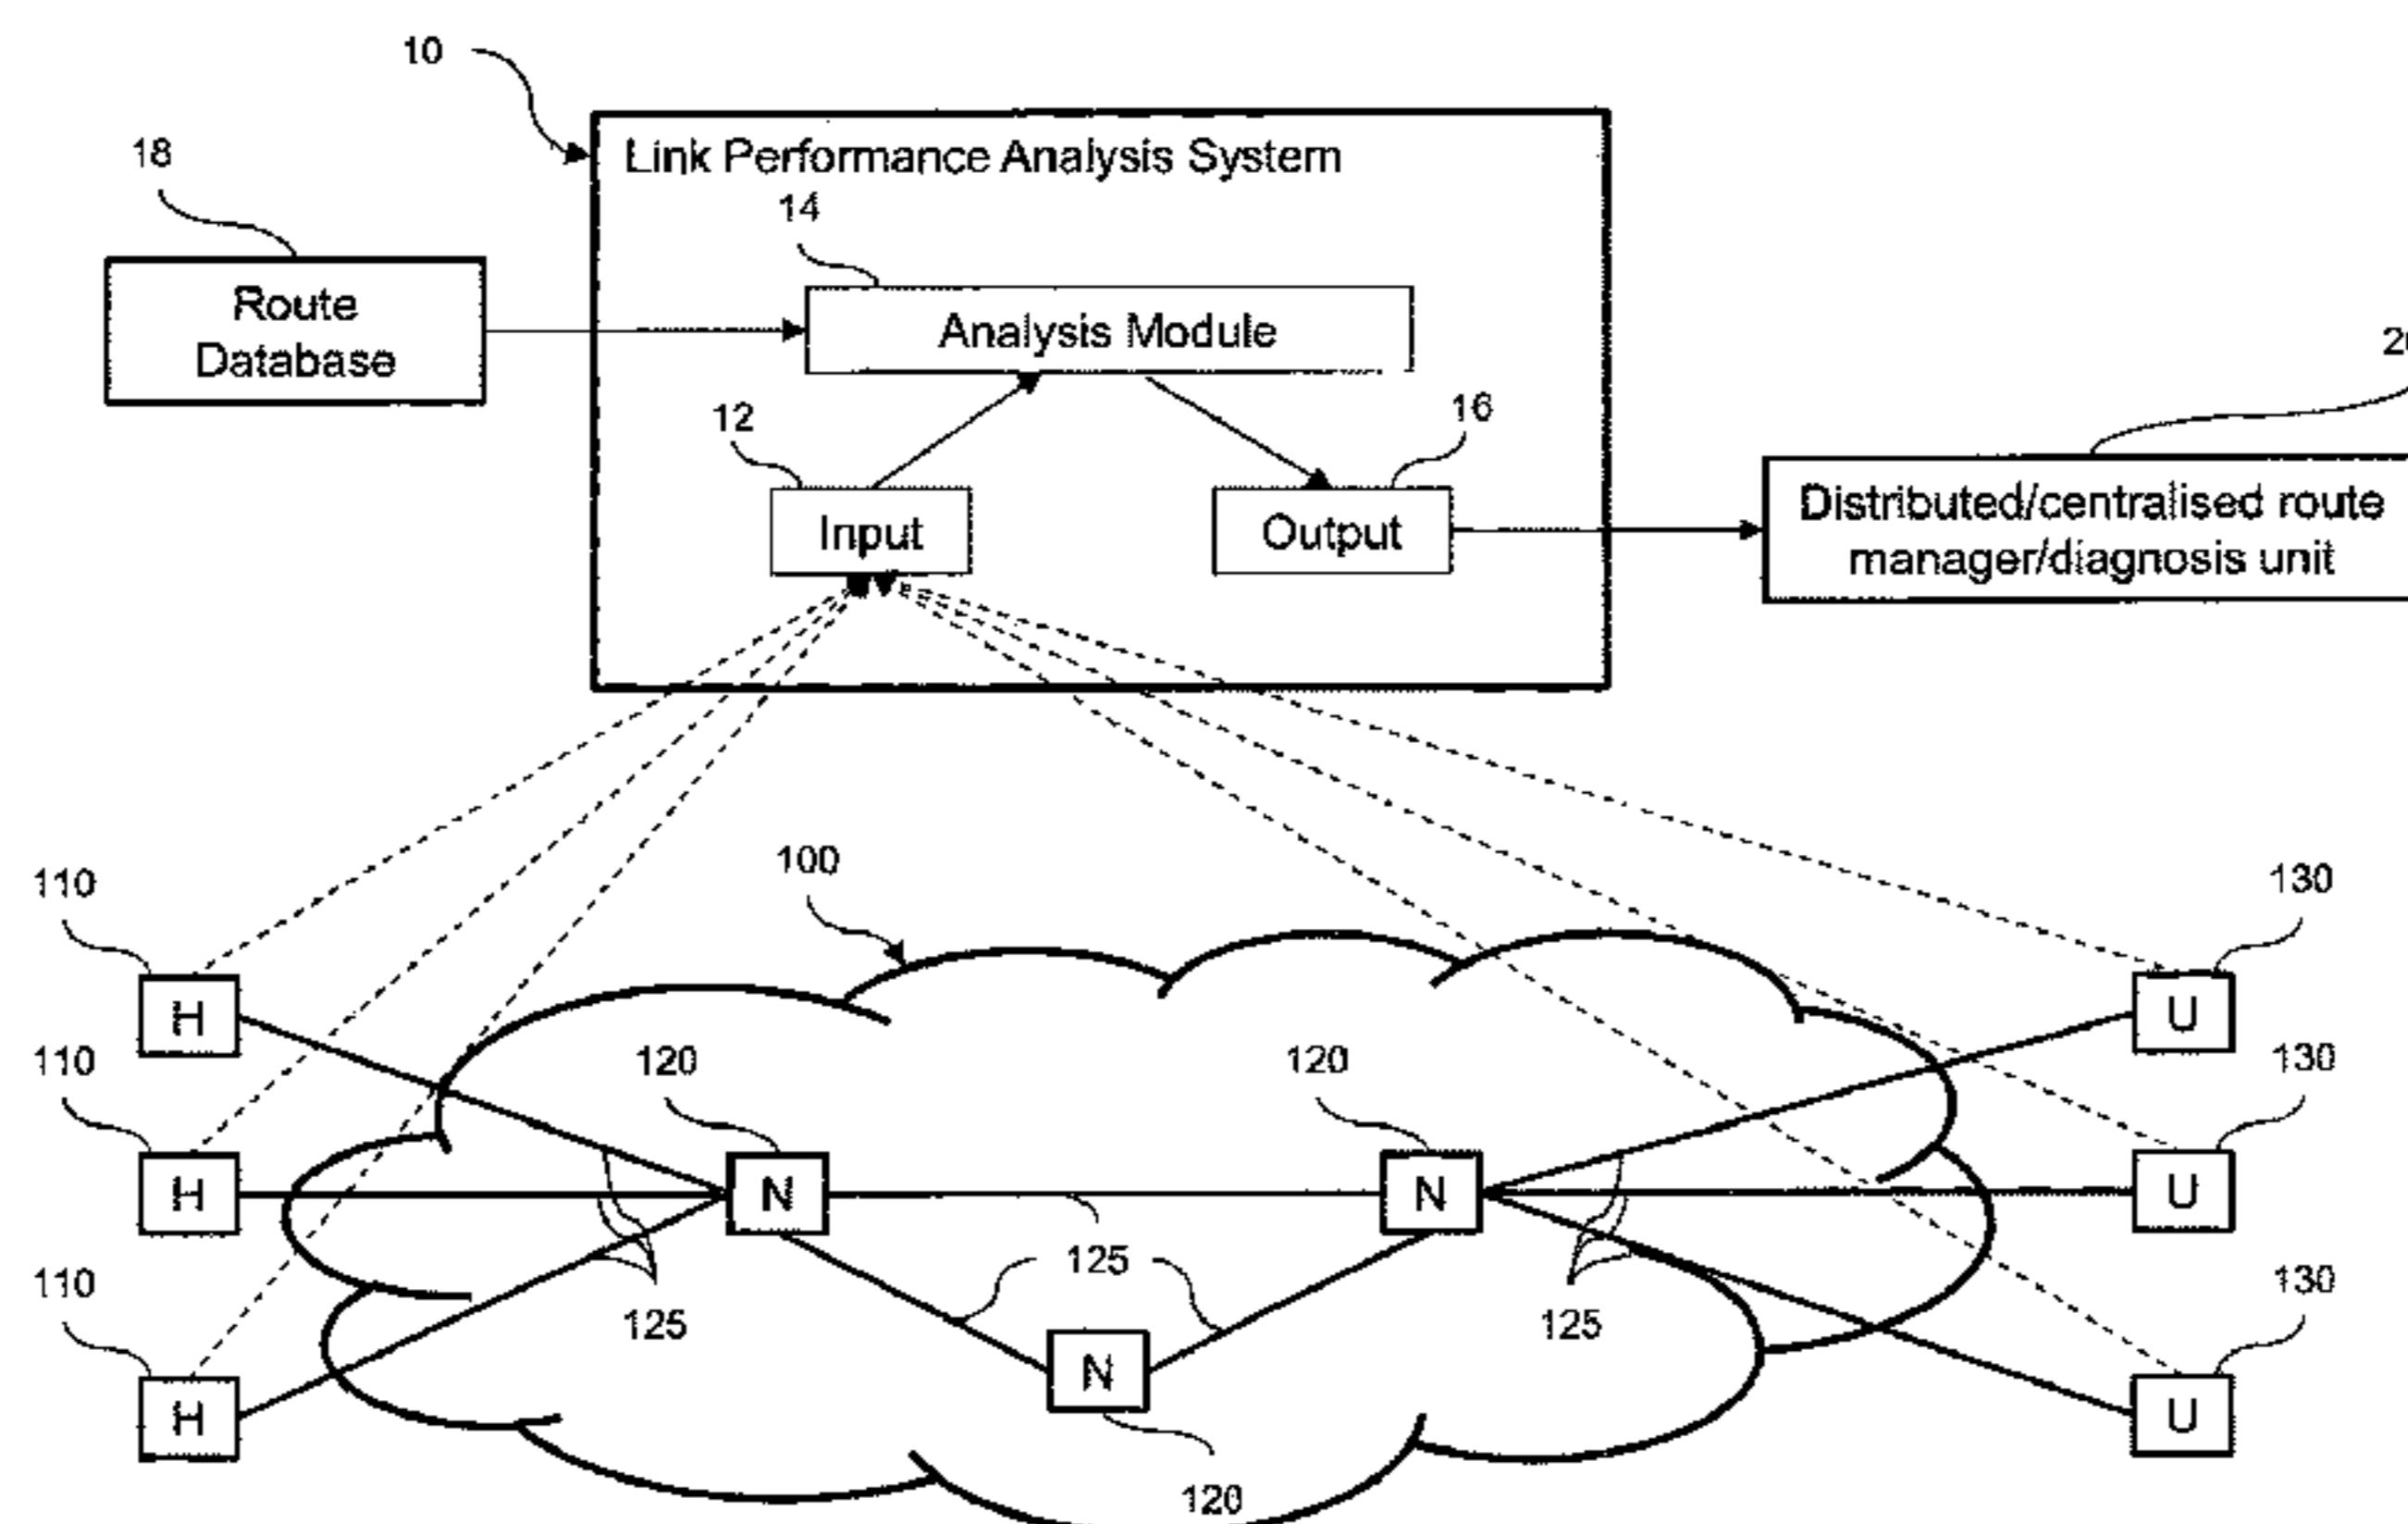 10
18
Link Performance Analysis System
14
Route
Database
Analysis Module
12
16
Input
Output
Distributed/centralised route
manager/diagnosis unit
110
100
130
H
U
110
120
120
130
H
N
N
U
110
125
125
125
130
H
N
U
120